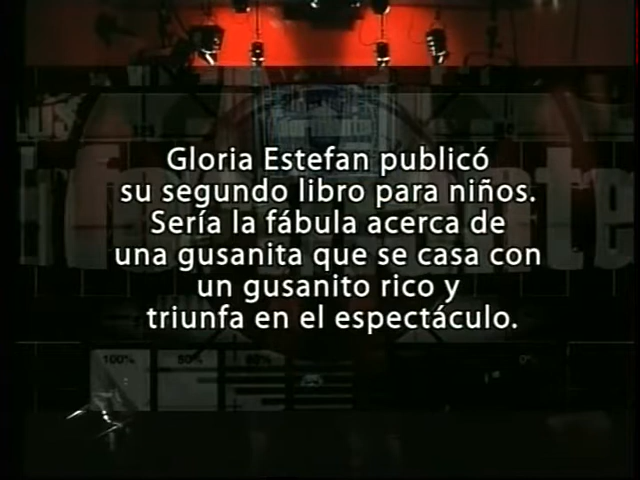 Gloria Estefan publicó
su segundo libro para niños.
Sería la fábula acerca de
una gusanita que se casa con
un gusanito rico y
triunfa en el espectáculo.
100%